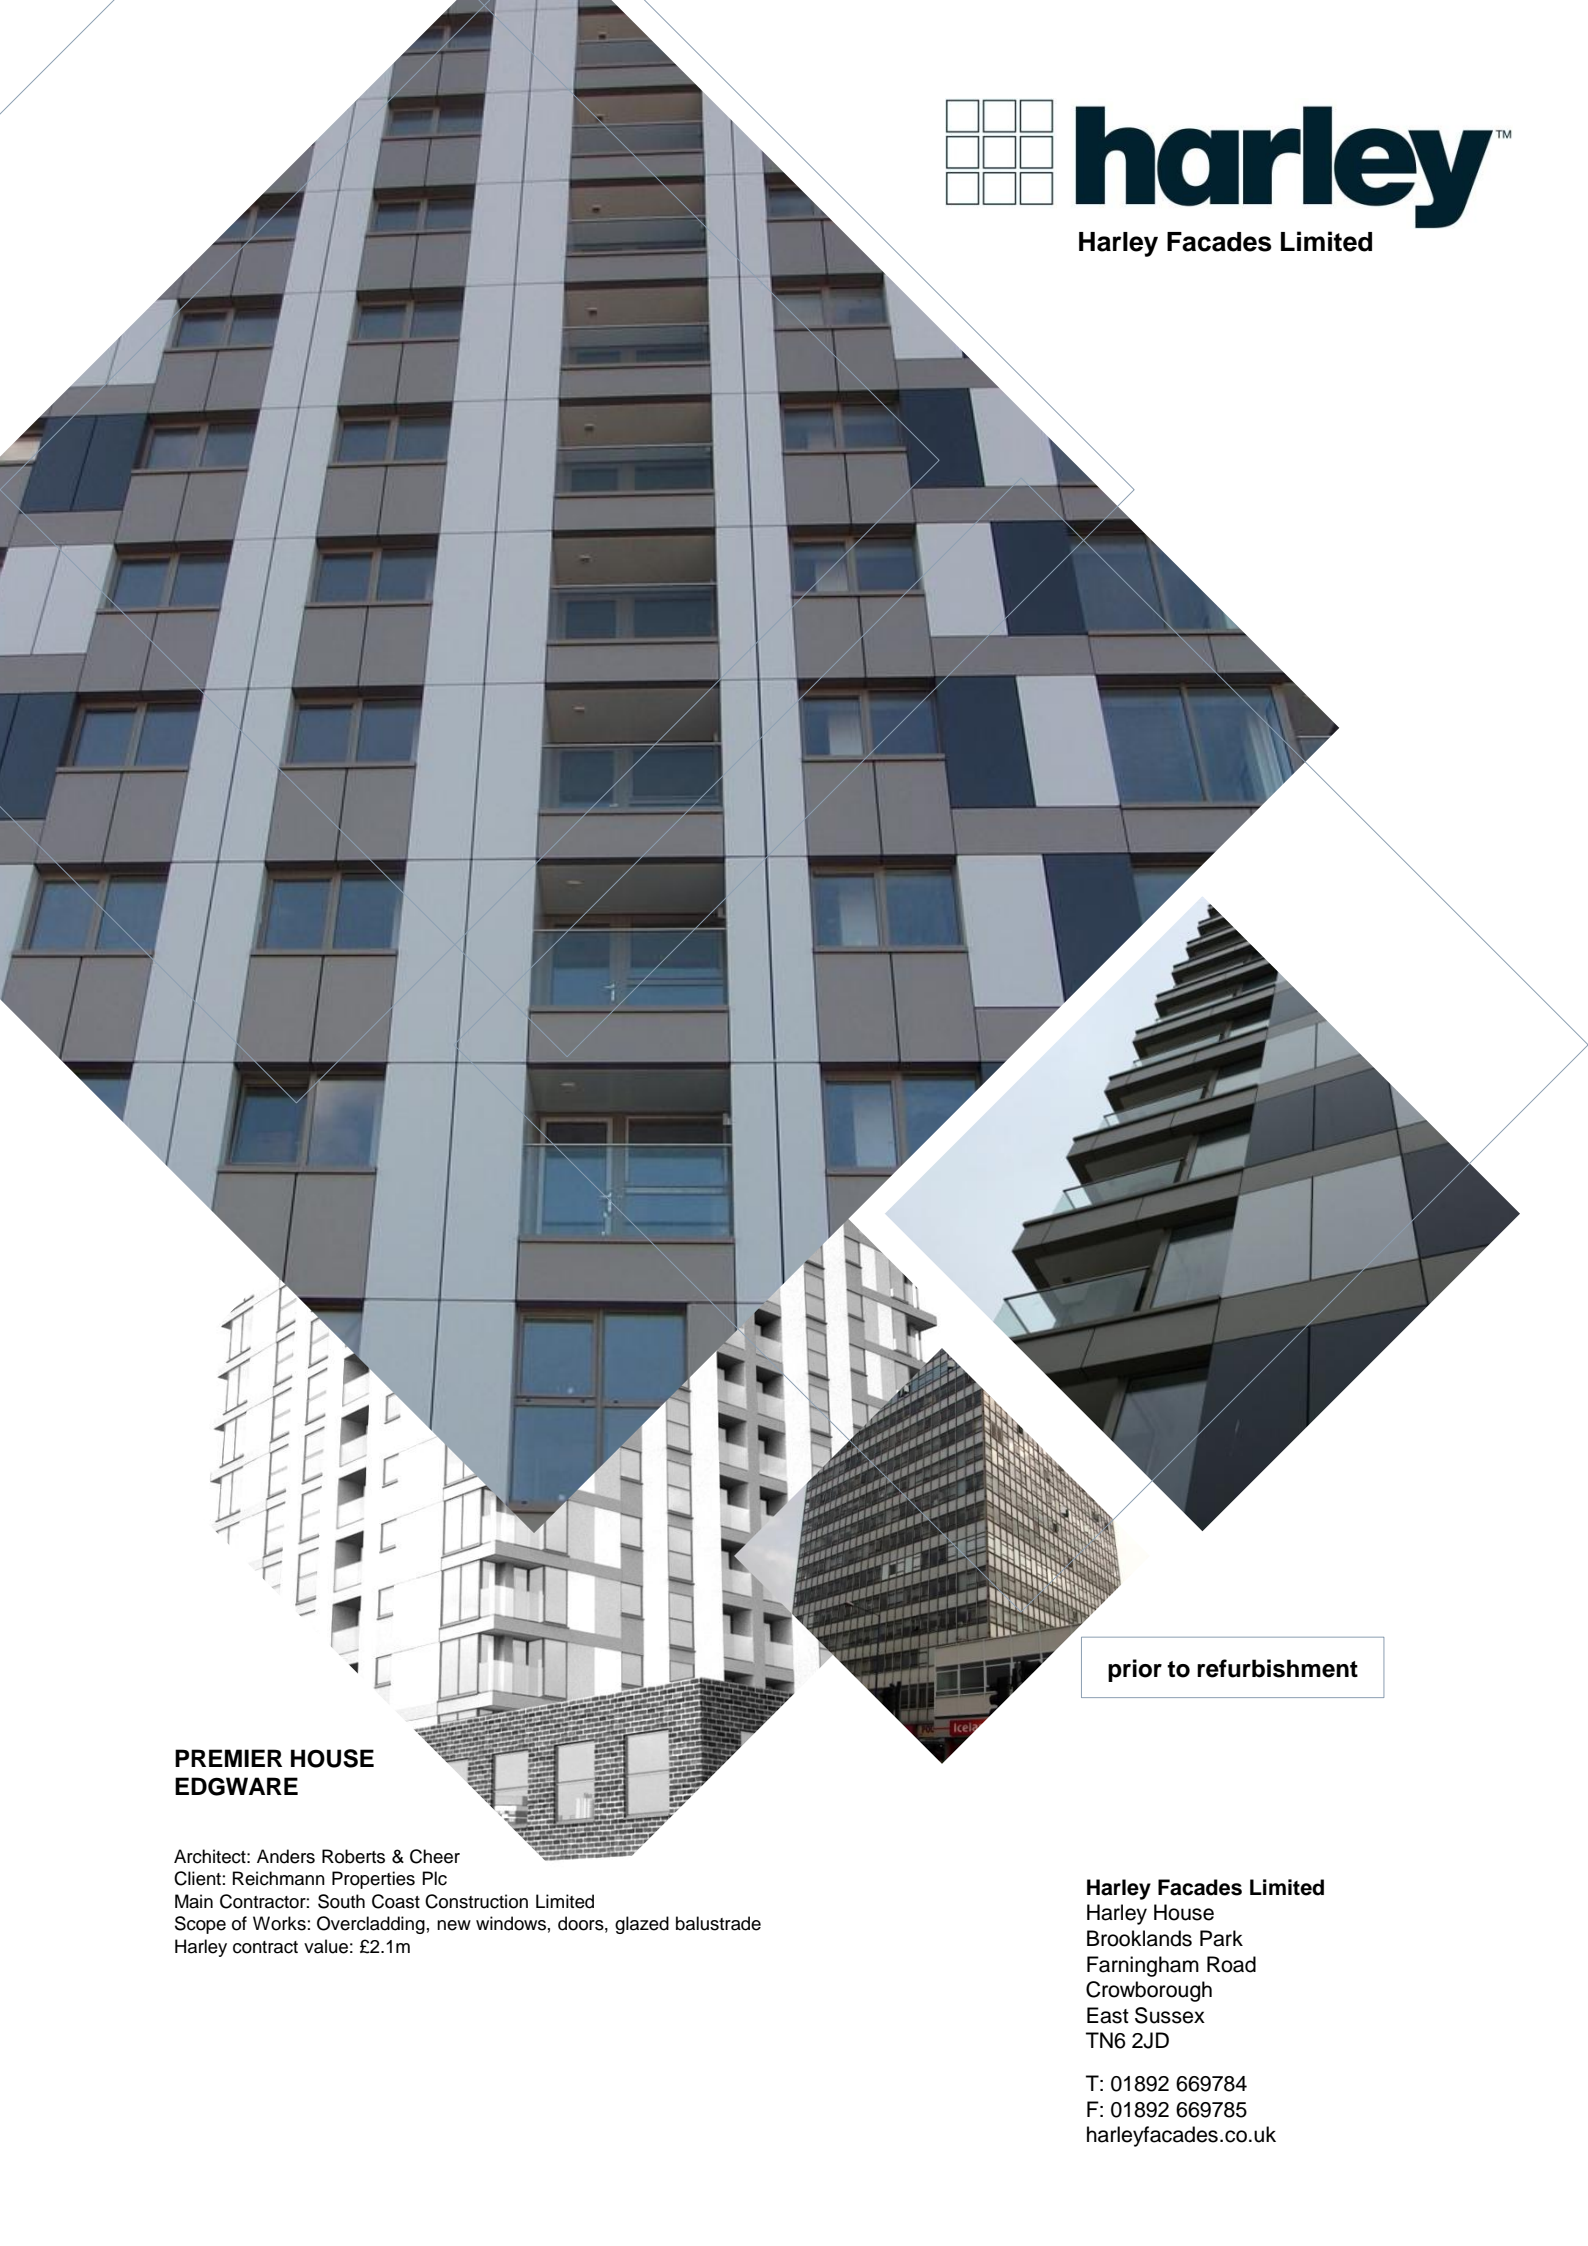 harley™
Harley Facades Limited
prior to refurbishment
PREMIER HOUSE
EDGWARE
Architect: Anders Roberts & Cheer
Client: Reichmann Properties Plc
Main Contractor: South Coast Construction Limited
Scope of Works: Overcladding, new windows, doors, glazed balustrade
Harley contract value: £2.1m
Harley Facades Limited
Harley House
Brooklands Park
Farningham Road
Crowborough
East Sussex
TN6 2JD
T: 01892 669784
F: 01892 669785
harleyfacades.co.uk